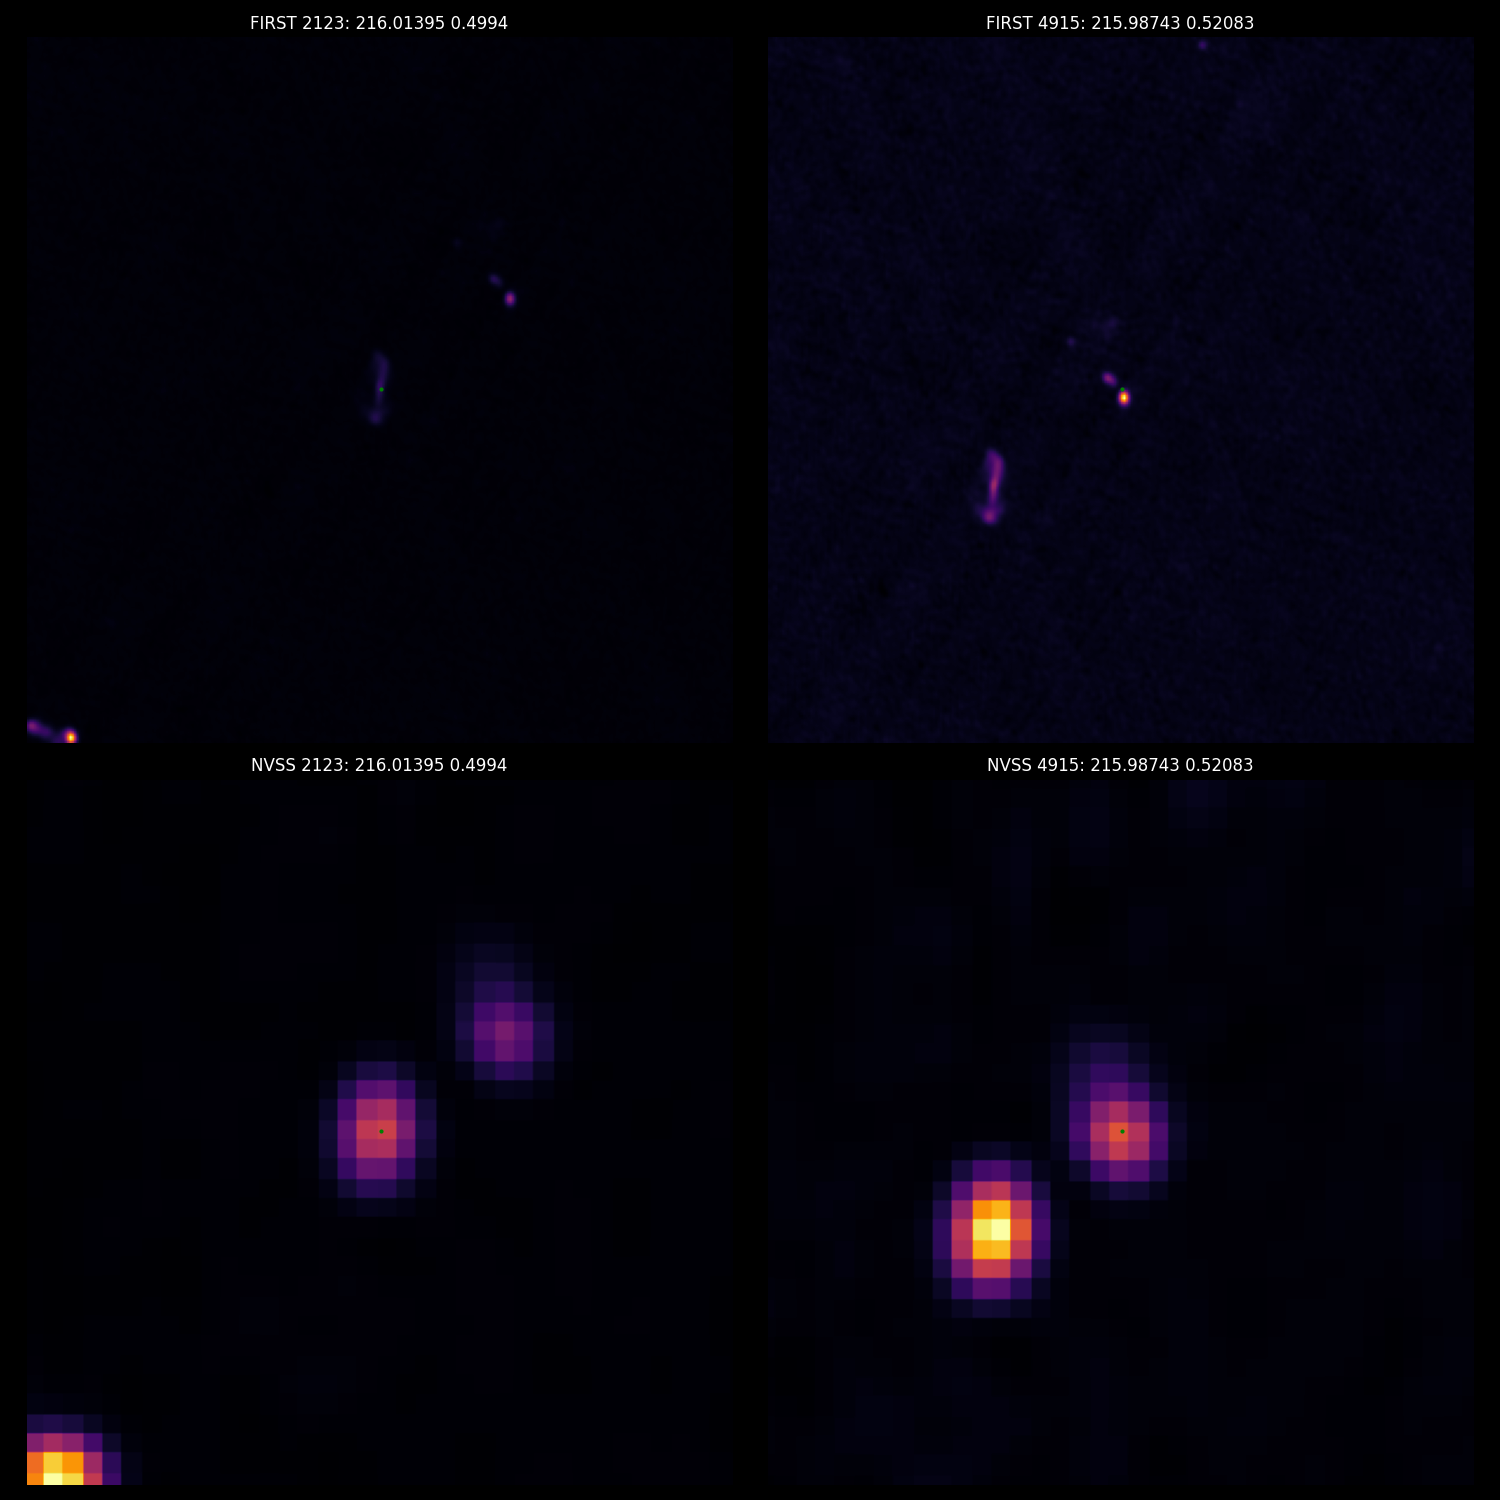 FIRST 2123: 216.01395 0.4994
FIRST 4915: 215.98743 0.52083
NVSS 2123: 216.01395 0.4994
NVSS 4915: 215.98743 0.52083